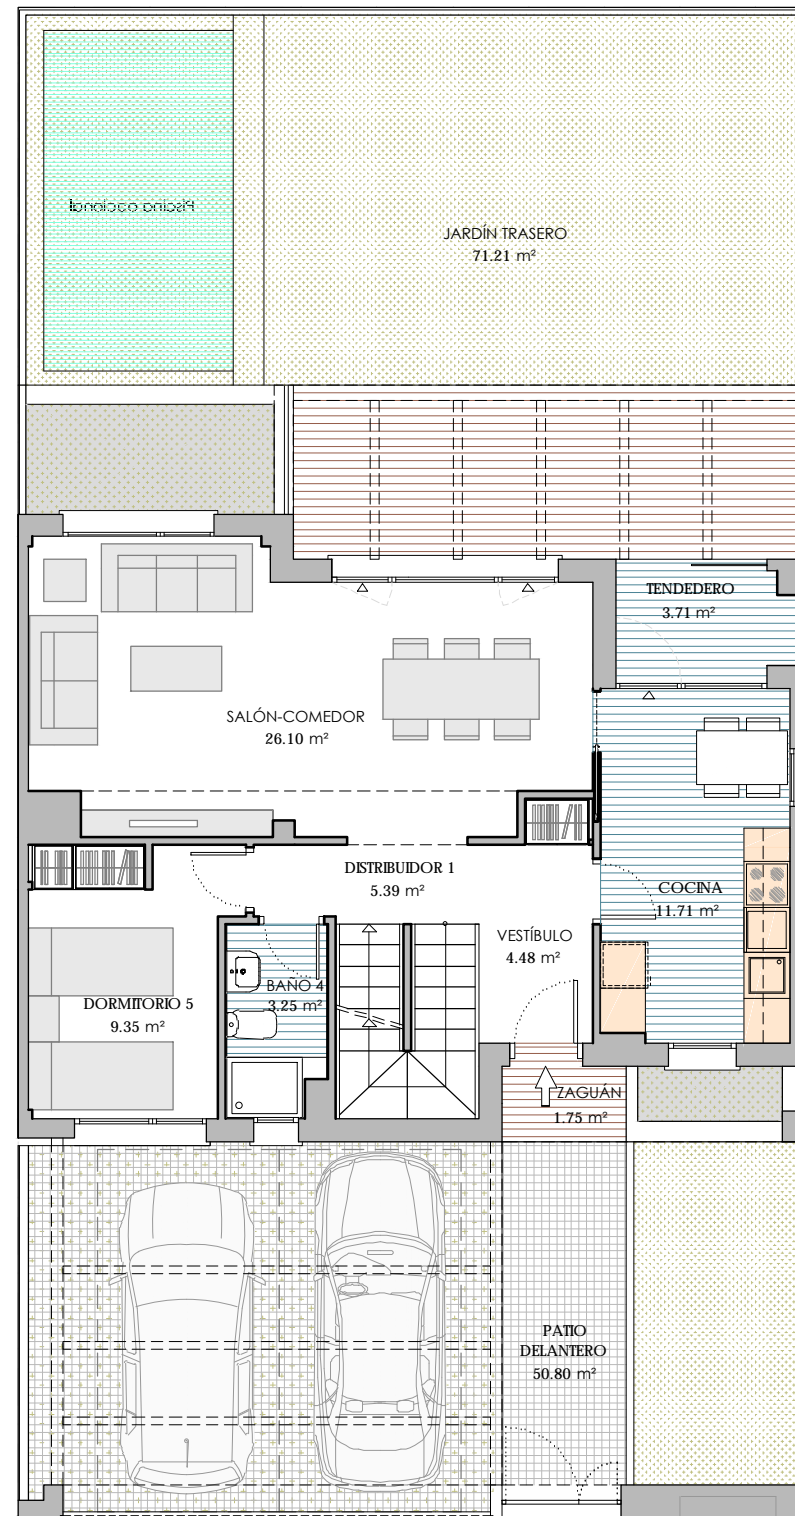 Piscina opcional
JARDÍN TRASERO
71.21 m²
TENDEDERO
3.71 m²
SALÓN-COMEDOR
26.10 m²
DISTRIBUIDOR 1
5.39 m²
COCINA
11.71 m²
VESTÍBULO
4.48 m²
BAÑO 4
3.25 m²
DORMITORIO 5
9.35 m²
ZAGUÁN
1.75 m²
PATIO
DELANTERO
50.80 m²